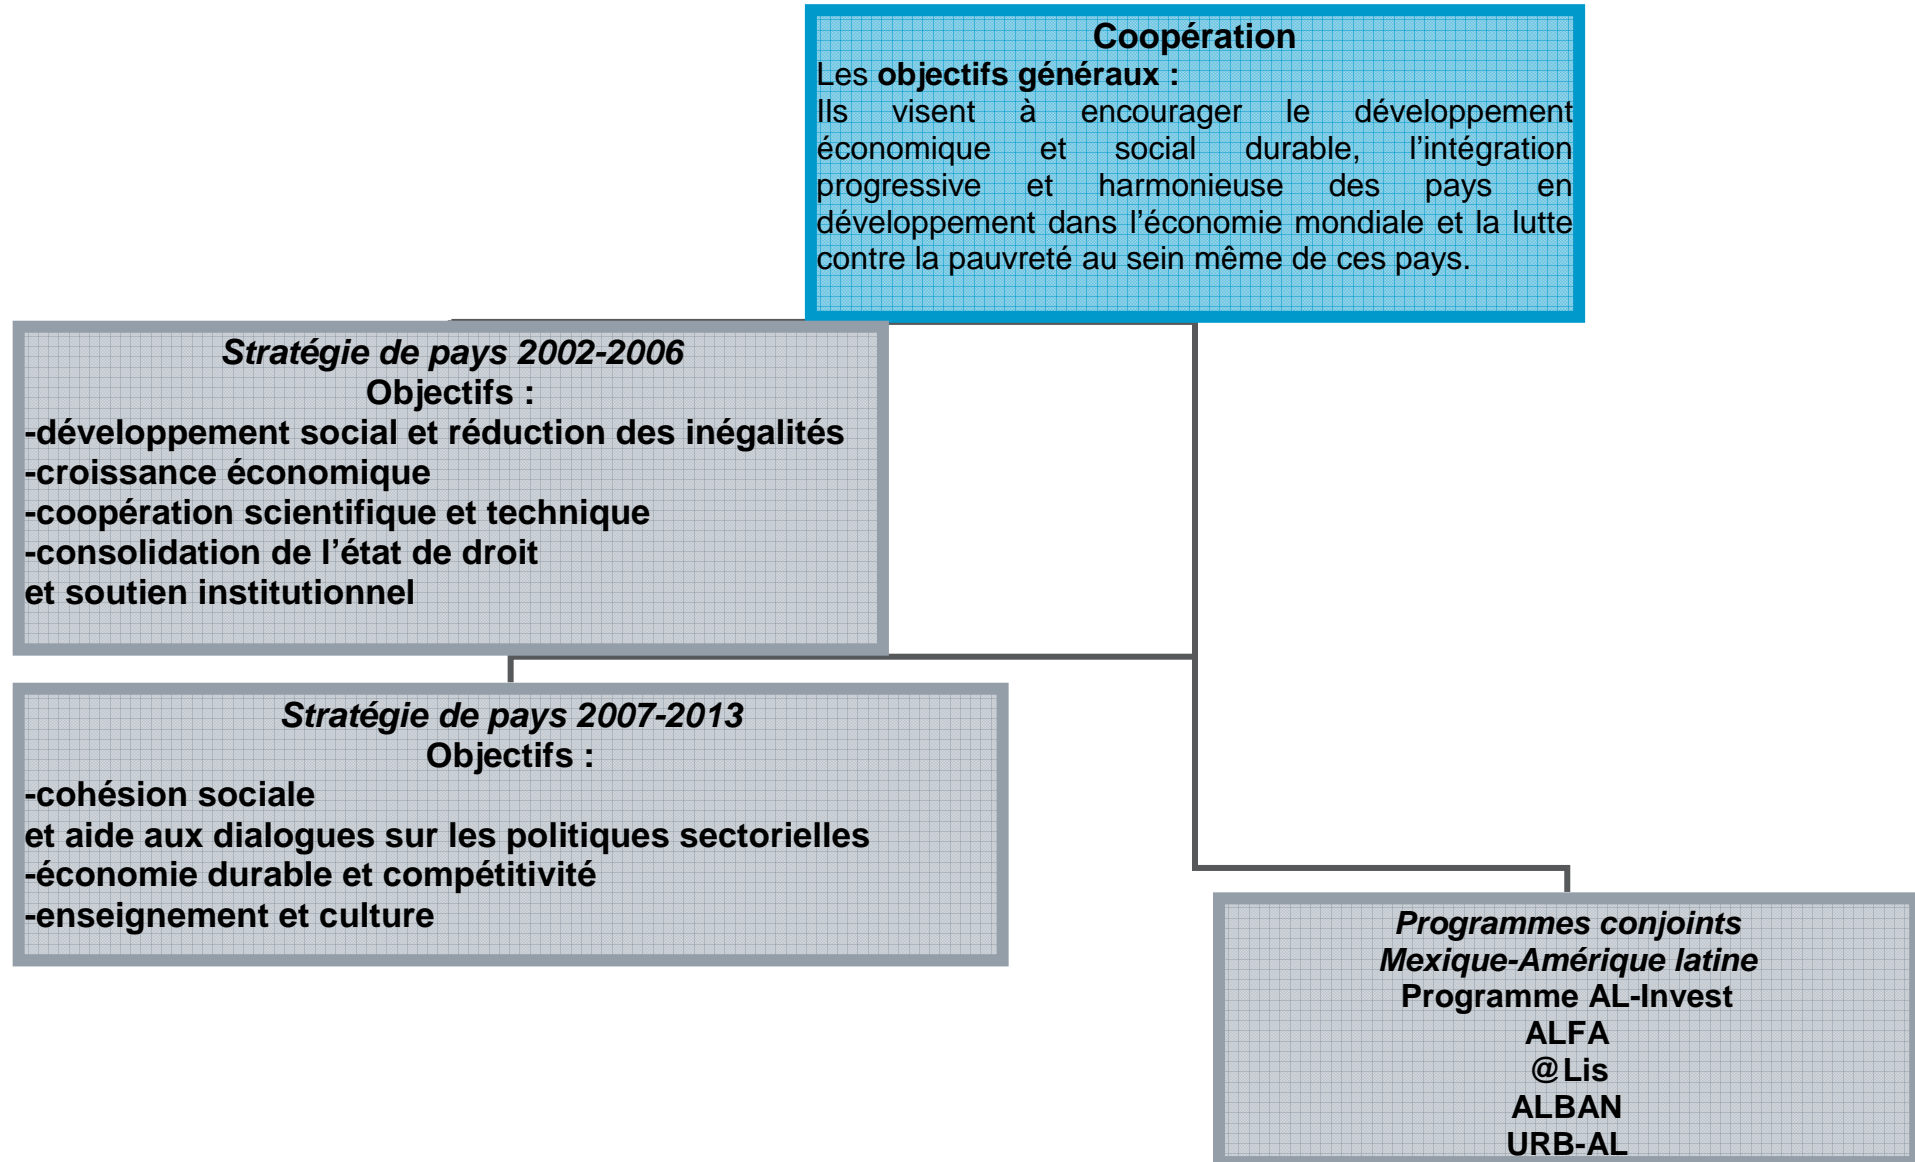 Coopération
Les objectifs généraux :
Ils visent à encourager le développement
économique et social durable, l'intégration
progressive et harmonieuse des pays en
développement dans l'économie mondiale et la lutte
contre la pauvreté au sein même de ces pays.
Stratégie de pays 2002-2006
Objectifs :
-développement social et réduction des inégalités
-croissance économique
-coopération scientifique et technique
-consolidation de l'état de droit
et soutien institutionnel
Stratégie de pays 2007-2013
Objectifs :
-cohésion sociale
et aide aux dialogues sur les politiques sectorielles
-économie durable et compétitivité
-enseignement et culture
Programmes conjoints
Mexique-Amérique latine
Programme AL-Invest
ALFA
@Lis
ALBAN
URB-AL